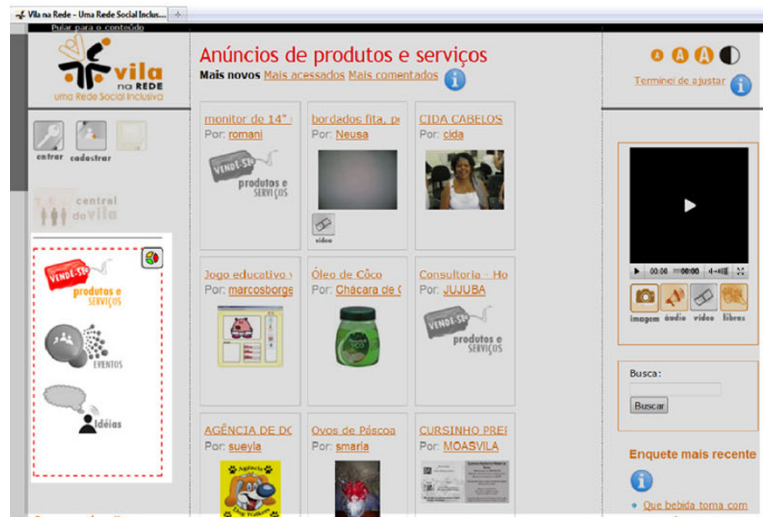 Vila na Rede - Uma Rede Social Inclus...
Pular para o conteúdo
vila
na REDE
uma Rede Social Inclusiva
entrar cadastrar
central
da vila
VENDE-SE
produtos e
SERVIÇOS
EVENTOS
Idéias
Anúncios de produtos e serviços
Mais novos Mais acessados Mais comentados
monitor de 14"
Por: romani
VENDE-SE
produtos e
SERVIÇOS
bordados fita, p
Por: Neusa
vídeo
CIDA CABELOS
Por: cida
Jogo educativo
Por: marcosborge
Óleo de Côco
Por: Chácara de
Consultoria - Ho
Por: JUJUBA
VENDE-SE
produtos e
SERVIÇOS
AGÊNCIA DE DO
Por: sueyla
Agência
Dog Walkers
Ovos de Páscoa
Por: smaria
CURSINHO PRE
Por: MOASVILA
A A A
Terminei de ajustar
00:00 00:00
imagem áudio vídeo libras
Busca:
Buscar
Enquete mais recente
Que bebida toma com